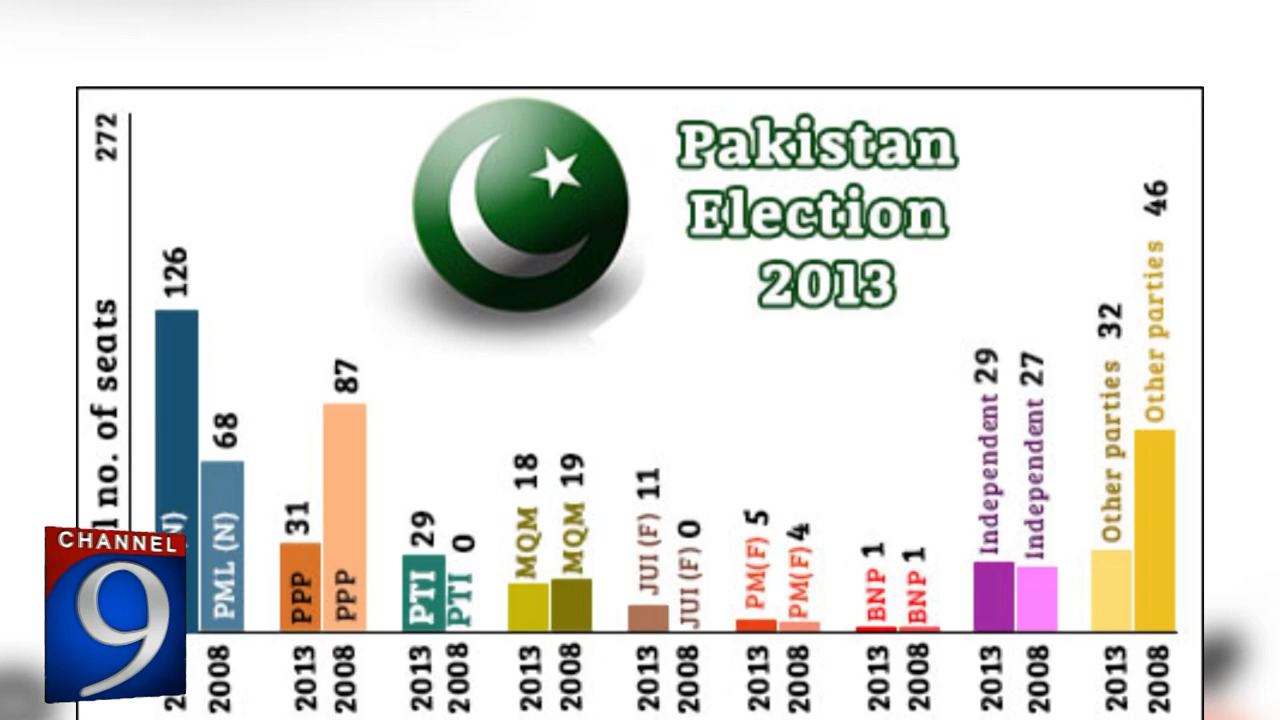 Pakistan
Election
2013
272
l no. of seats
126
N)
68
PML (N)
31
PPP
87
PPP
29
PTI
0
PTI
MQM 18
MQM 19
JUI (F) 11
JUI (F) 0
PM(F) 5
PM(F) 4
BNP 1
BNP 1
Independent 29
Independent 27
Other parties 32
Other parties 46
2
2008
2013
2008
2013
2008
2013
2008
2013
2008
2013
2008
2013
2008
2013
2008
2013
2008
CHANNEL
9